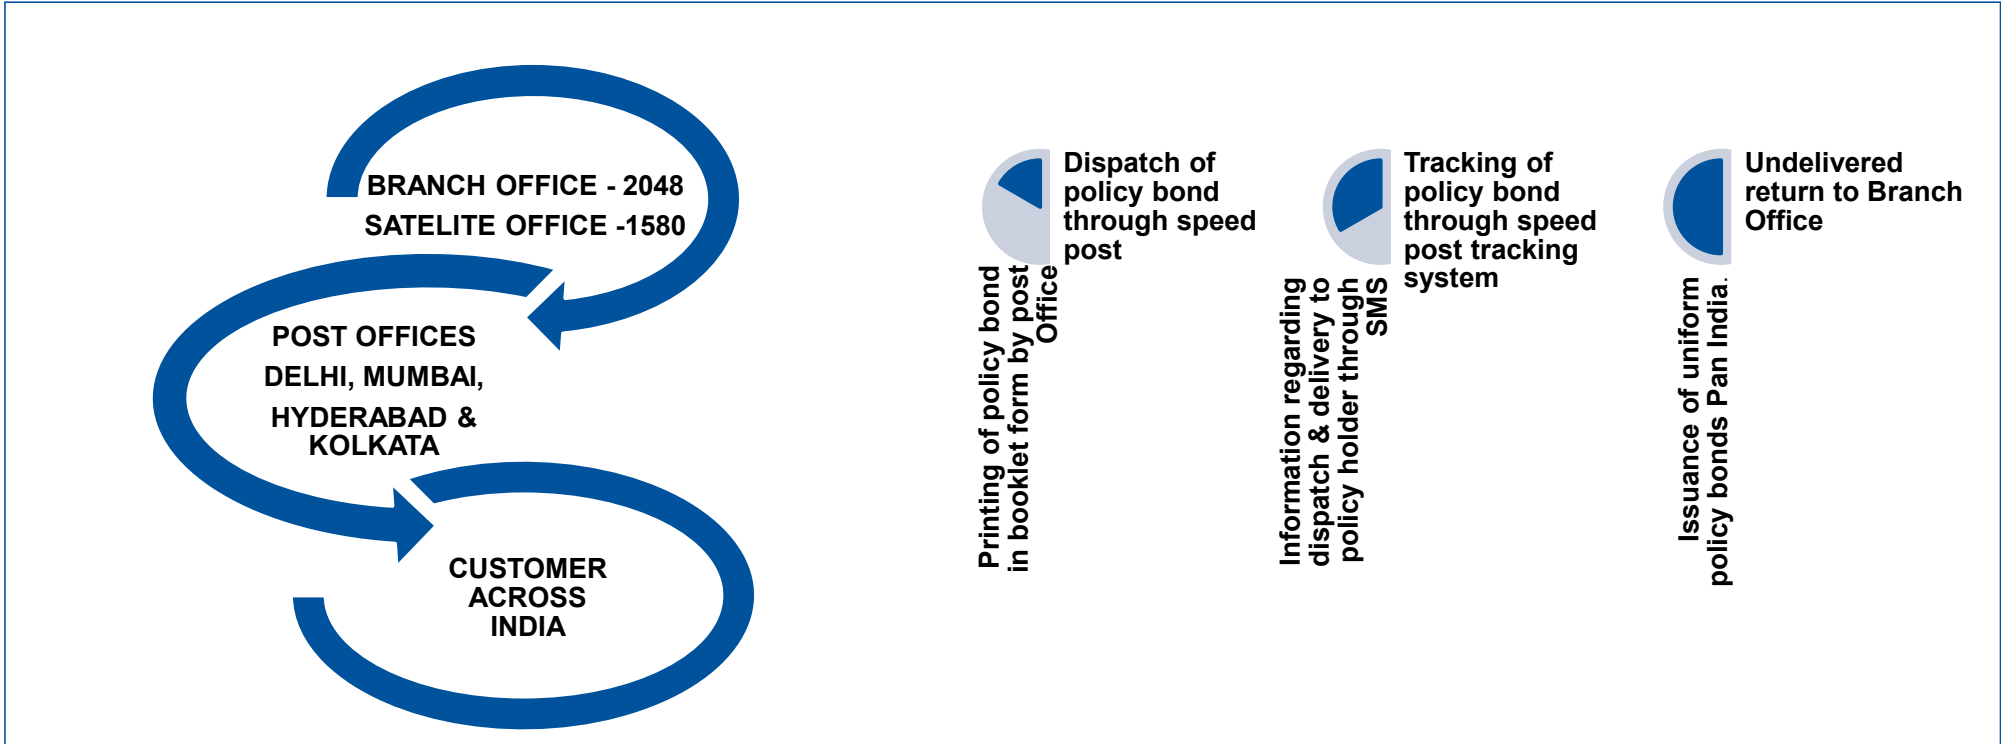 BRANCH OFFICE - 2048
SATELITE OFFICE -1580
POST OFFICES
DELHI, MUMBAI,
HYDERABAD &
KOLKATA
CUSTOMER
ACROSS
INDIA
Dispatch of
policy bond
through speed
post
Printing of policy bond
in booklet form by post
Office
Tracking of
policy bond
through speed
post tracking
system
Information regarding
dispatch & delivery to
policy holder through
SMS
Undelivered
return to Branch
Office
Issuance of uniform
policy bonds Pan India.